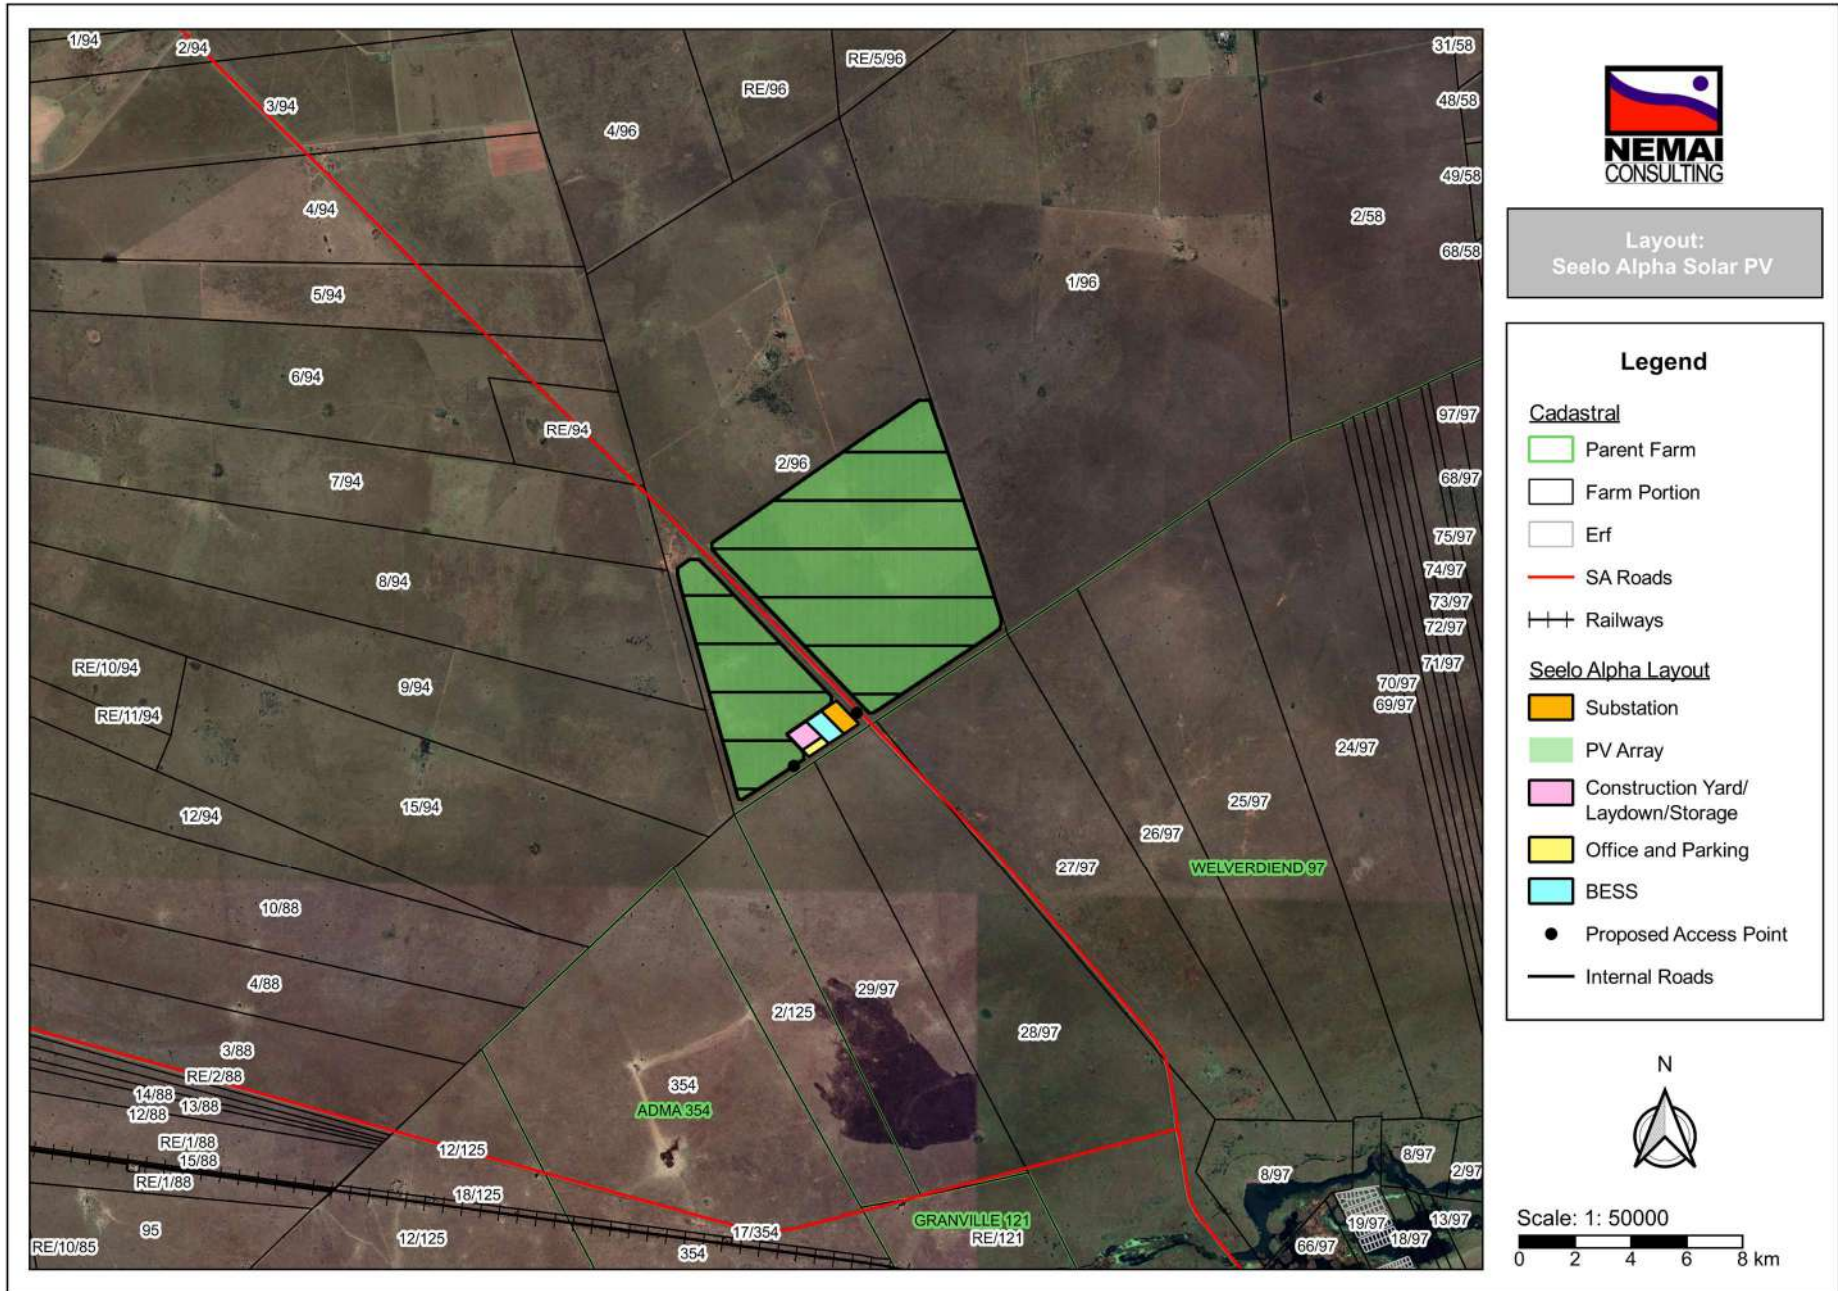 1/94
2/94
3/94
4/96
RE/96
RE/5/96
31/58
48/58
49/58
2/58
68/58
4/94
5/94
1/96
6/94
RE/94
2/96
97/97
7/94
68/97
75/97
8/94
74/97
73/97
72/97
RE/10/94
9/94
71/97
70/97
69/97
RE/11/94
24/97
12/94
15/94
25/97
26/97
27/97
WELVERDIEND 97
10/88
4/88
29/97
2/125
28/97
3/88
RE/2/88
14/88
13/88
12/88
354
ADMA 354
RE/1/88
15/88
RE/1/88
12/125
8/97
8/97
2/97
18/125
95
RE/10/85
12/125
17/354
354
GRANVILLE 121
RE/121
19/97
13/97
18/97
66/97
NEMAI
CONSULTING
Layout:
Seelo Alpha Solar PV
Legend
Cadastral
Parent Farm
Farm Portion
Erf
SA Roads
Railways
Seelo Alpha Layout
Substation
PV Array
Construction Yard/
Laydown/Storage
Office and Parking
BESS
Proposed Access Point
Internal Roads
N
Scale: 1: 50000
0 2 4 6 8 km